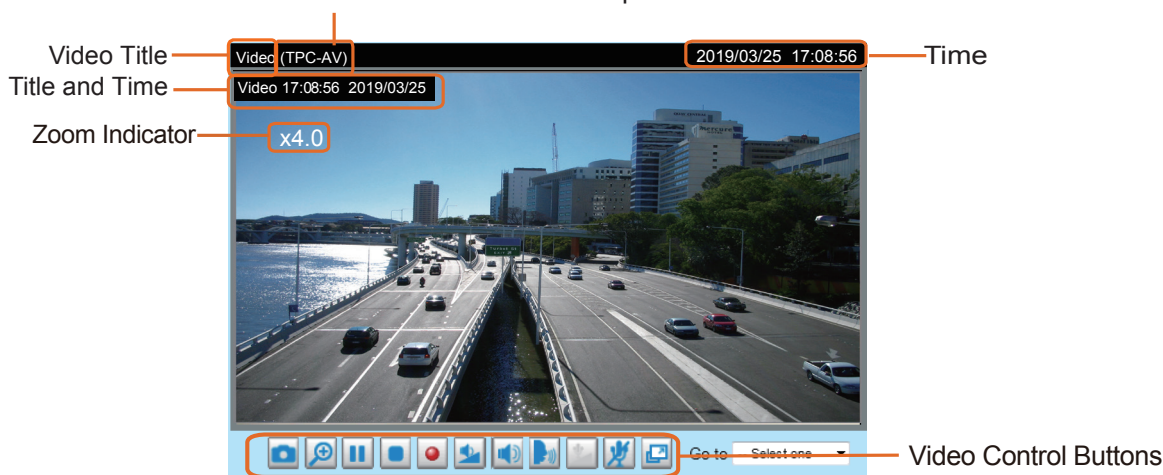 Video Title
Video (TPC-AV)
2019/03/25 17:08:56
Time
Title and Time
Video 17:08:56 2019/03/25
Zoom Indicator
x4.0
mercure
Go to
Select one
Video Control Buttons